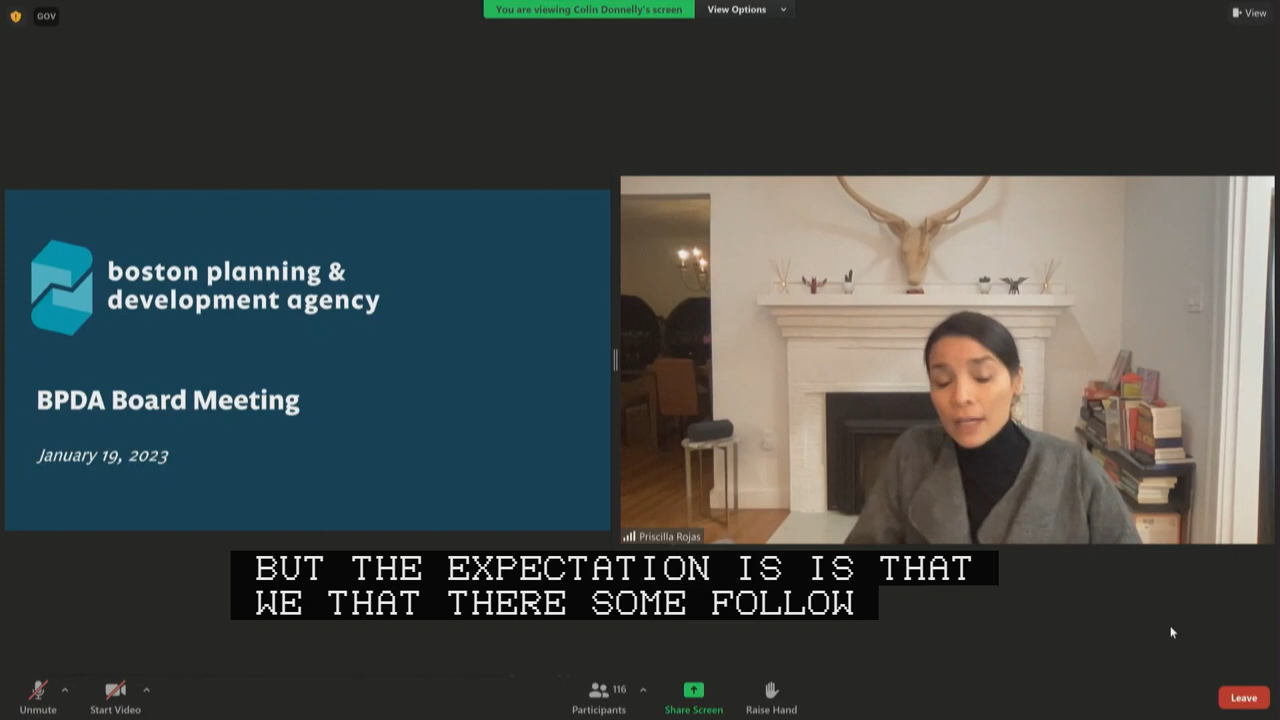 GOV
You are viewing Colin Donnelly's screen
View Options
View
boston planning &
development agency
BPDA Board Meeting
January 19, 2023
Priscilla Rojas
BUT THE EXPECTATION IS IS THAT
WE THAT THERE SOME FOLLOW
Unmute
Start Video
116
Participants
Share Screen
Raise Hand
Leave